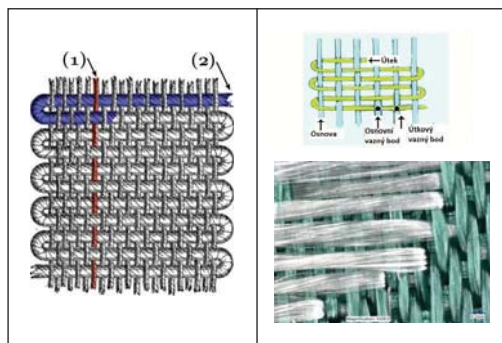 (1)
(2)
Útek
Osnova
Osnovní
vazný bod
Útkový
vazný bod